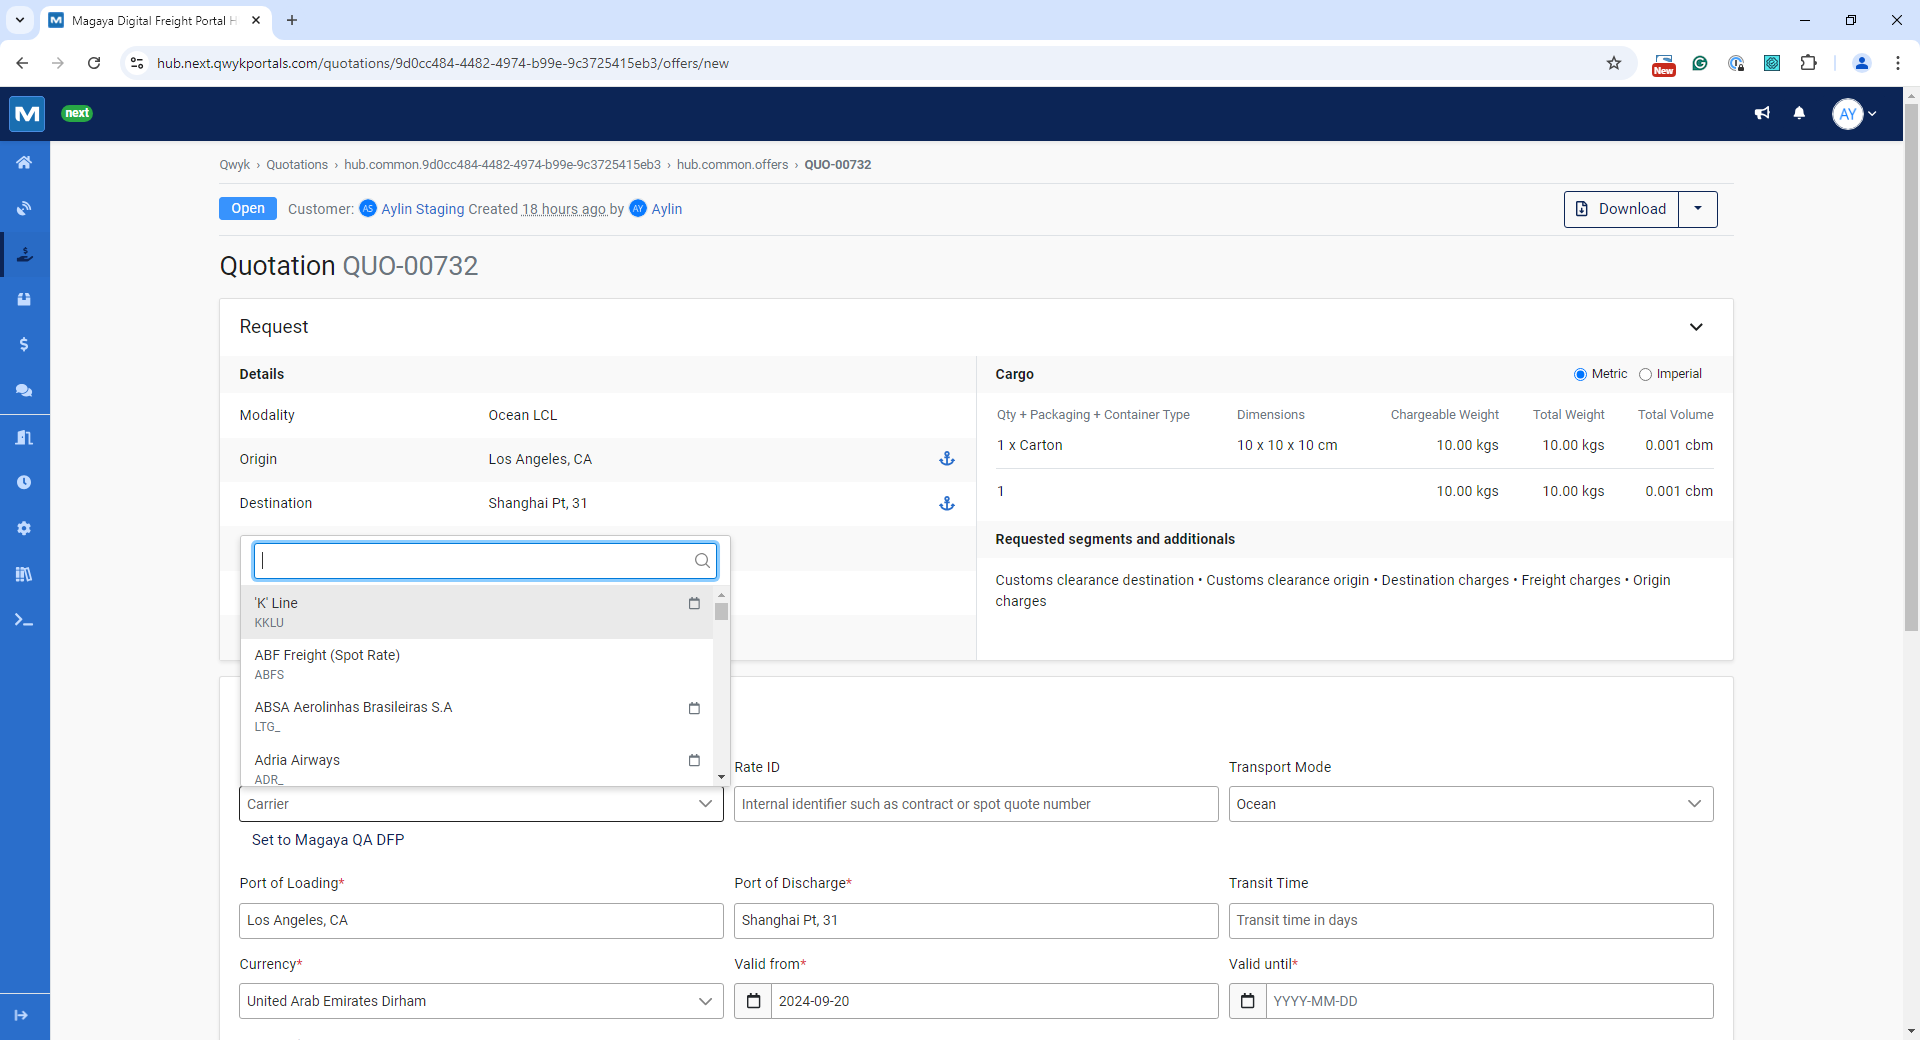 Magaya Digital Freight Portal H
hub.next.qwykportals.com/quotations/9d0cc484-4482-4974-b99e-9c3725415eb3/offers/new
New
next
AY
Qwyk › Quotations › hub.common.9d0cc484-4482-4974-b99e-9c3725415eb3 › hub.common.offers › QUO-00732
Open Customer: AS Aylin Staging Created 18 hours ago by AY Aylin
Download
Quotation QUO-00732
Request
Details
Modality Ocean LCL
Origin Los Angeles, CA
Destination Shanghai Pt, 31
Cargo Metric Imperial
Qty + Packaging + Container Type Dimensions Chargeable Weight Total Weight Total Volume
1 x Carton 10 x 10 x 10 cm 10.00 kgs 10.00 kgs 0.001 cbm
1 10.00 kgs 10.00 kgs 0.001 cbm
Requested segments and additionals
Customs clearance destination • Customs clearance origin • Destination charges • Freight charges • Origin
charges
'K' Line
KKLU
ABF Freight (Spot Rate)
ABFS
ABSA Aerolinhas Brasileiras S.A
LTG_
Adria Airways
ADR_
Rate ID Transport Mode
Carrier Internal identifier such as contract or spot quote number Ocean
Set to Magaya QA DFP
Port of Loading* Port of Discharge* Transit Time
Los Angeles, CA Shanghai Pt, 31 Transit time in days
Currency* Valid from* Valid until*
United Arab Emirates Dirham 2024-09-20 YYYY-MM-DD